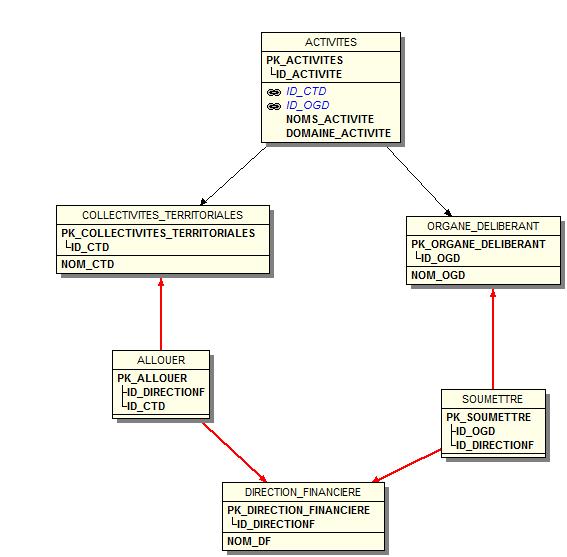 ACTIVITES
PK_ACTIVITES
ID_ACTIVITE
ID_CTD
ID_OGD
NOMS_ACTIVITE
DOMAINE_ACTIVITE
COLLECTIVITES_TERRITORIALES
PK_COLLECTIVITES_TERRITORIALES
ID_CTD
NOM_CTD
ORGANE_DELIBERANT
PK_ORGANE_DELIBERANT
ID_OGD
NOM_OGD
ALLOUER
PK_ALLOUER
ID_DIRECTIONF
ID_CTD
SOUMETTRE
PK_SOUMETTRE
ID_OGD
ID_DIRECTIONF
DIRECTION_FINANCIERE
PK_DIRECTION_FINANCIERE
ID_DIRECTIONF
NOM_DF